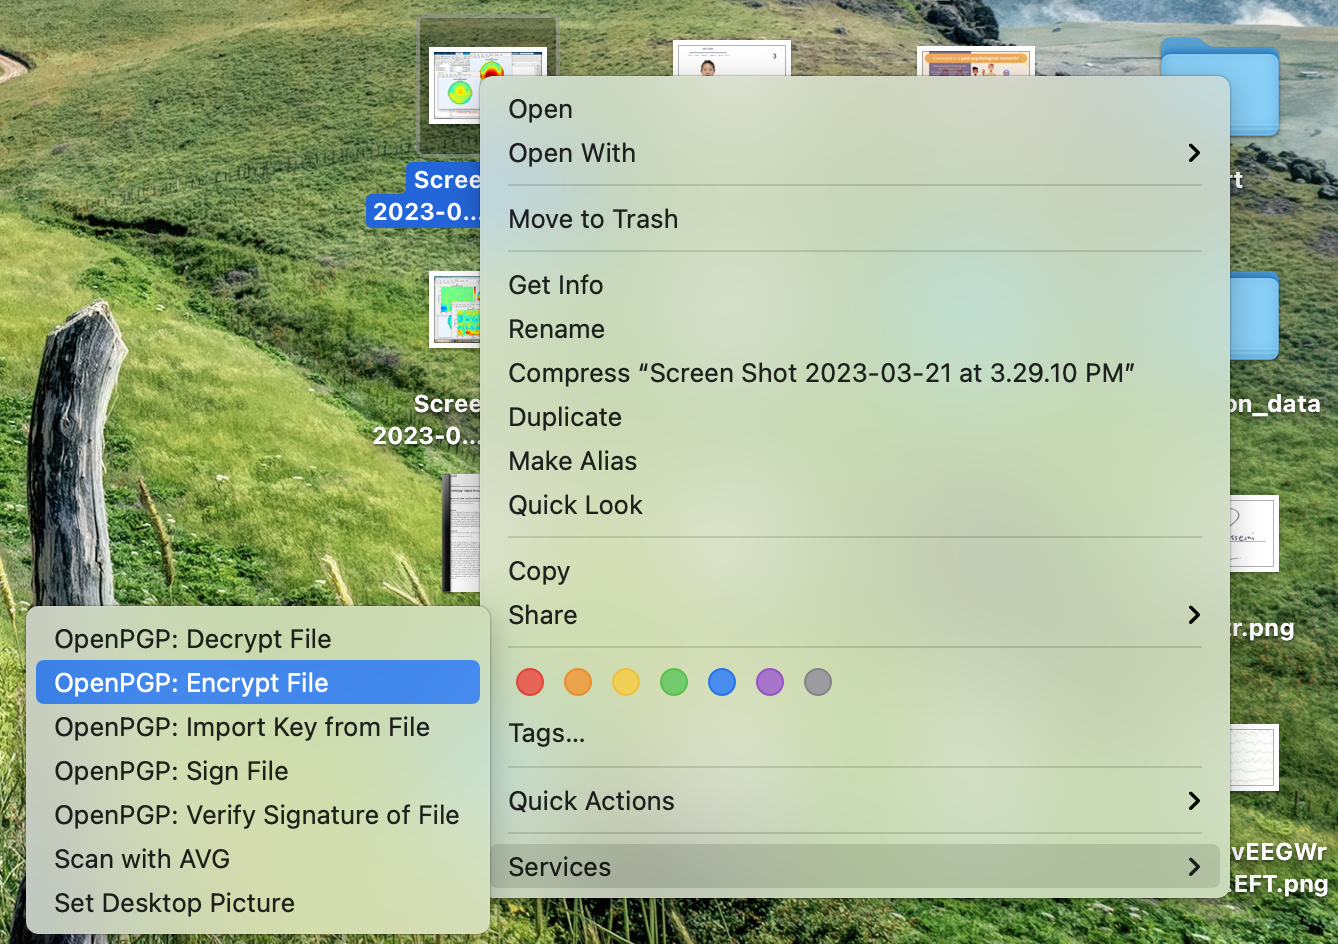 3
Open
Open With
Scree
2023-0...
rt
Move to Trash
Get Info
Rename
Compress “Screen Shot 2023-03-21 at 3.29.10 PM”
Scree
2023-0...
on_data
Duplicate
Make Alias
Quick Look
Copy
Share
r.png
Tags...
Quick Actions
Services
vEEGWr
EFT.png
OpenPGP: Decrypt File
OpenPGP: Encrypt File
OpenPGP: Import Key from File
OpenPGP: Sign File
OpenPGP: Verify Signature of File
Scan with AVG
Set Desktop Picture